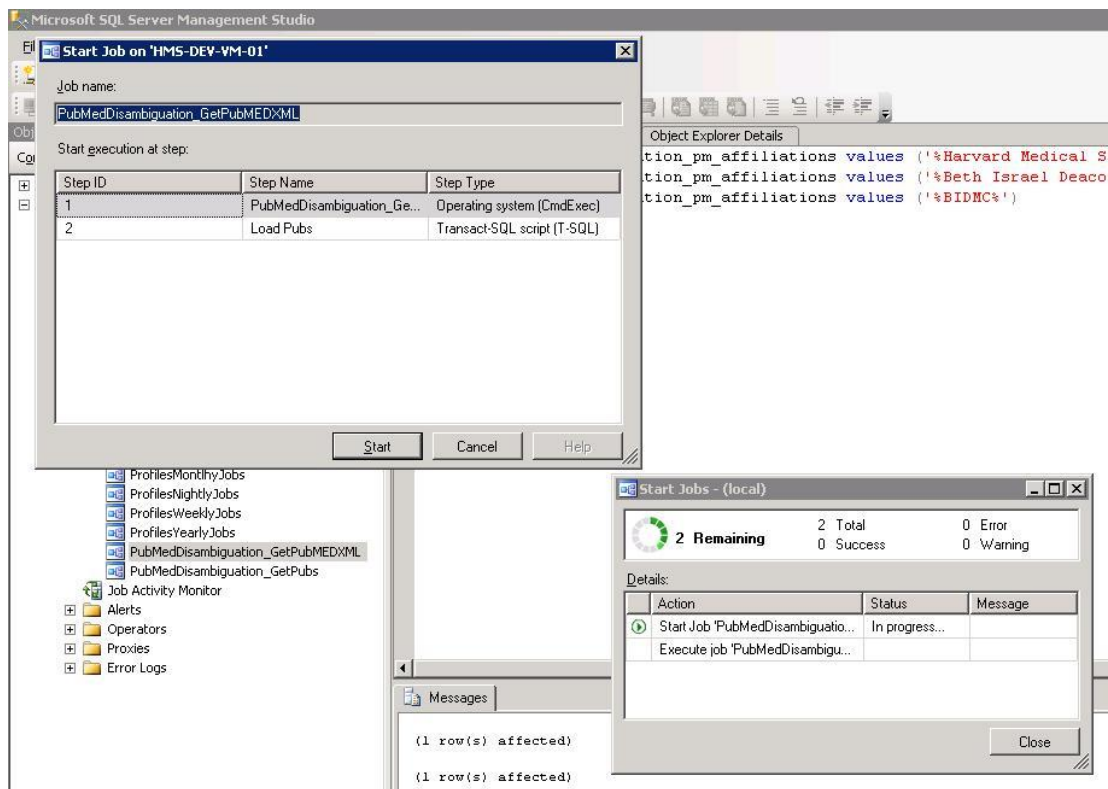 Microsoft SQL Server Management Studio
Start Job on 'HMS-DEV-VM-01'
Job name:
PubMedDisambiguation_GetPubMEDXML
Start execution at step:
Step ID Step Name Step Type
1 PubMedDisambiguation_Ge... Operating system (CmdExec)
2 Load Pubs Transact-SQL script (T-SQL)
Start Cancel Help
Object Explorer Details
tion_pm_affiliations values ('%Harvard Medical S
tion_pm_affiliations values ('%Beth Israel Deaco
tion_pm_affiliations values ('%BIDMC%')
ProfilesMontlhyJobs
ProfilesNightlyJobs
ProfilesWeeklyJobs
ProfilesYearlyJobs
PubMedDisambiguation_GetPubMEDXML
PubMedDisambiguation_GetPubs
Job Activity Monitor
Alerts
Operators
Proxies
Error Logs
Start Jobs - (local)
2 Remaining
2 Total 0 Error
0 Success 0 Warning
Details:
Action Status Message
Start Job 'PubMedDisambiguatio... In progress...
Execute job 'PubMedDisambigu...
Close
Messages
(1 row(s) affected)
(1 row(s) affected)